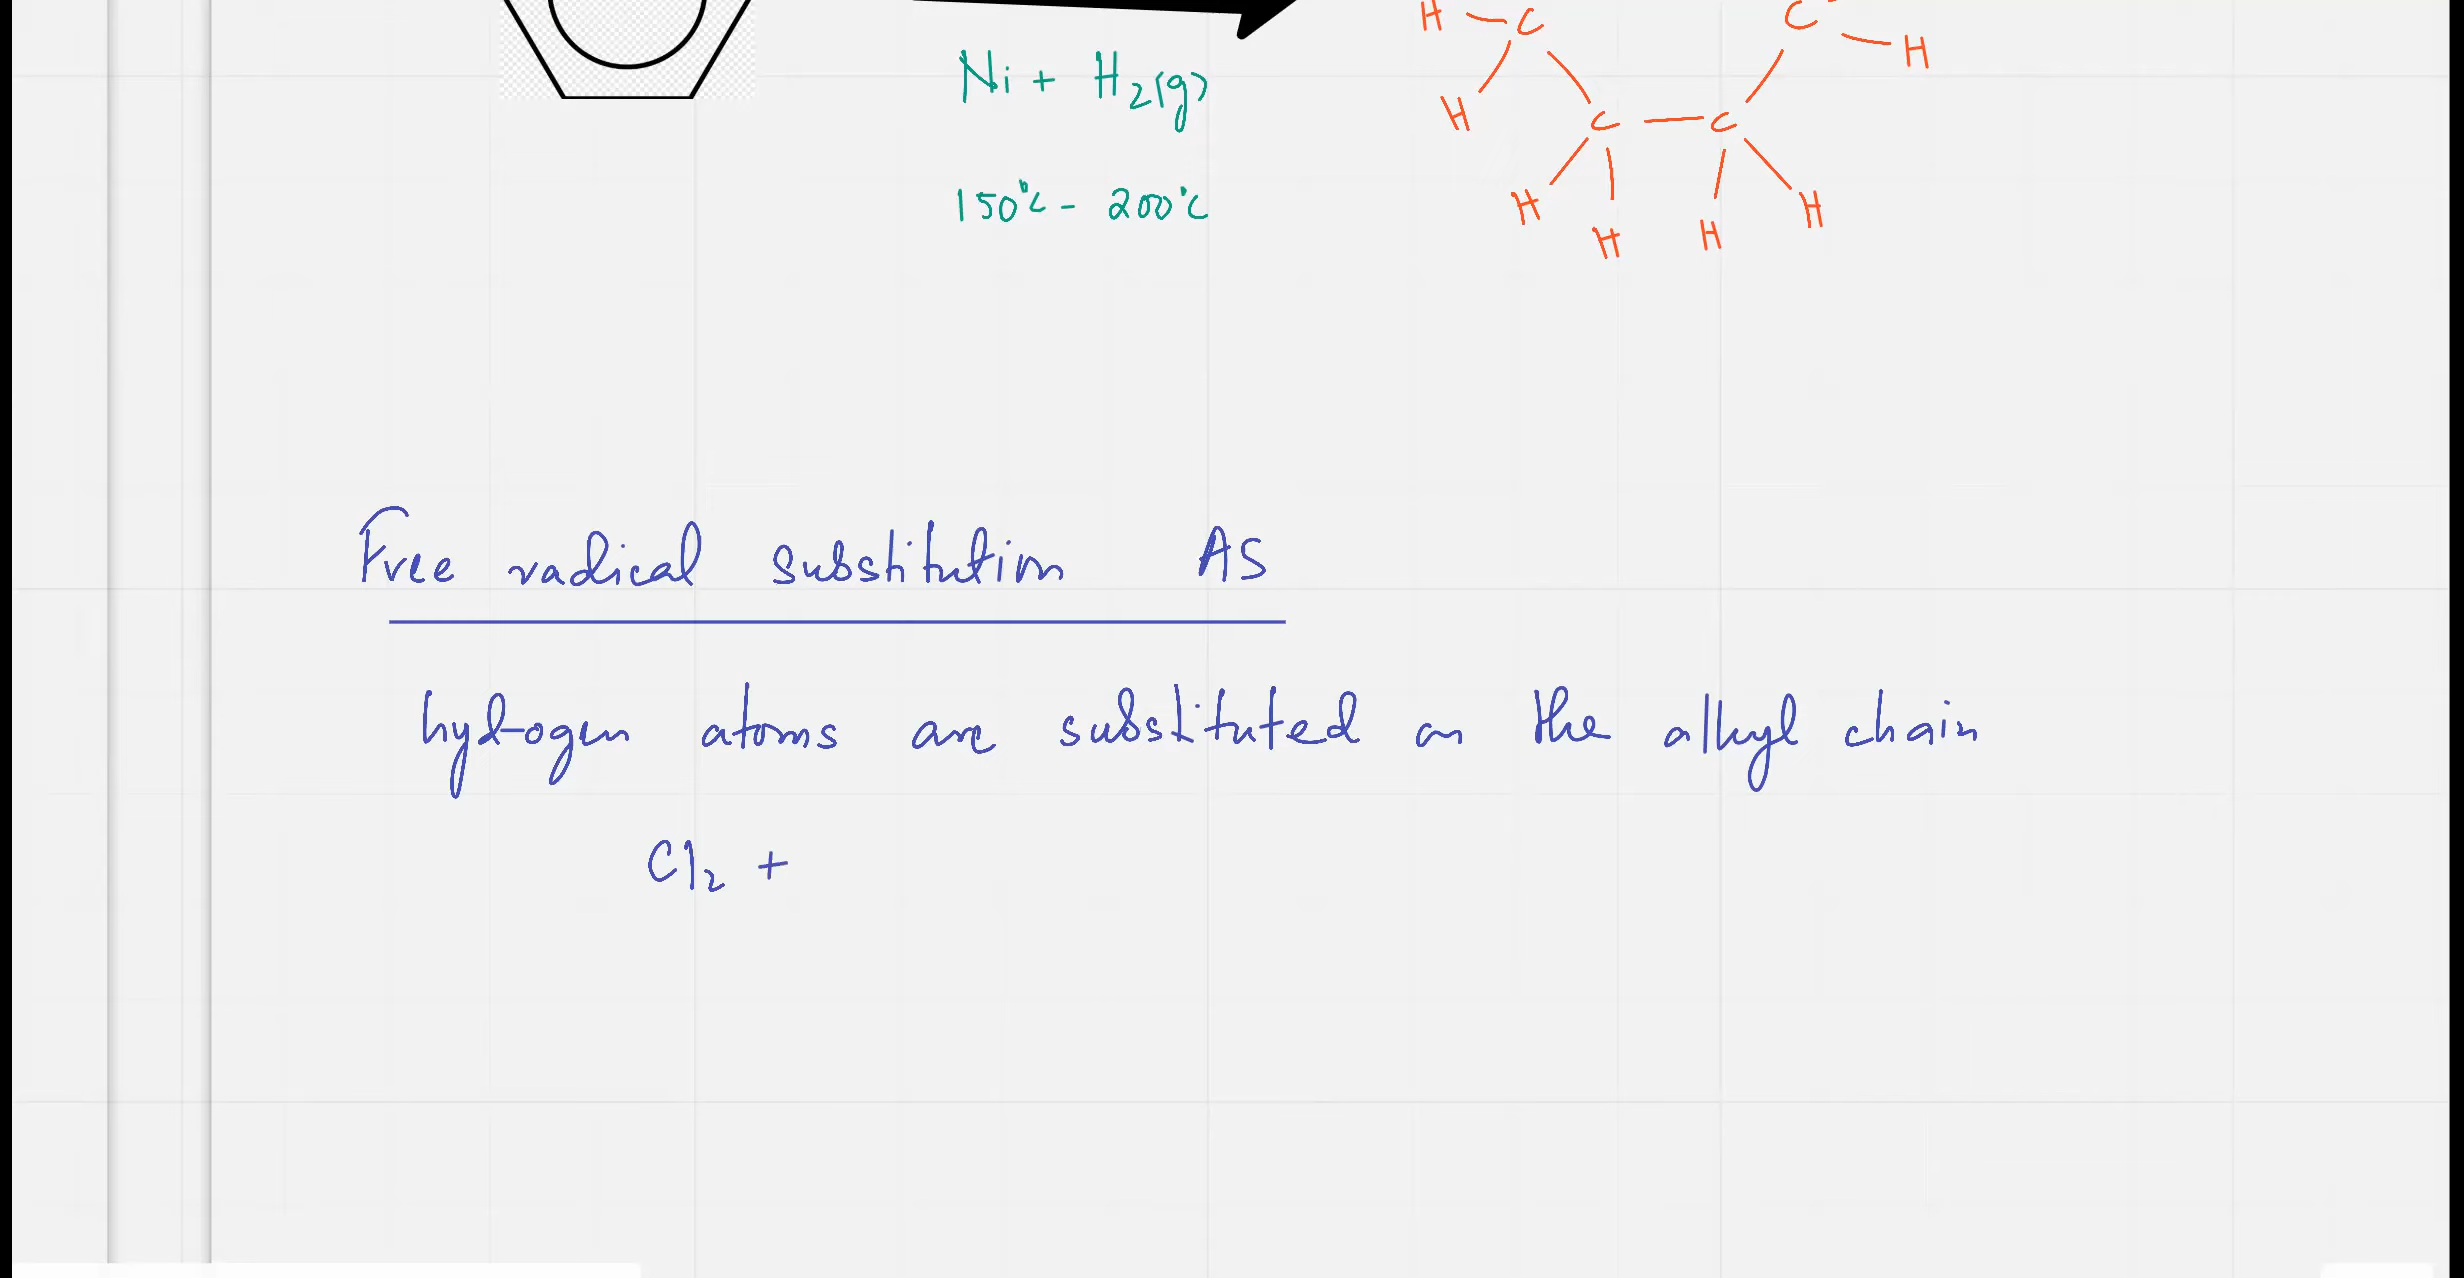 H C C H
Ni + H2(g)
H C C
150°C - 200°C
H H H H
Free radical substitution AS
hydrogen atoms are substituted on the alkyl chain
Cl2 +